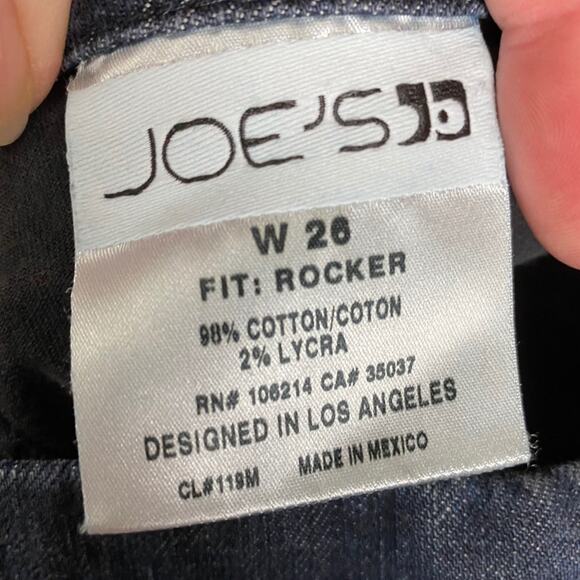 JOE'S
W 26
FIT: ROCKER
98% COTTON/COTON
2% LYCRA
RN# 106214 CA# 35037
DESIGNED IN LOS ANGELES
CL#119M MADE IN MEXICO